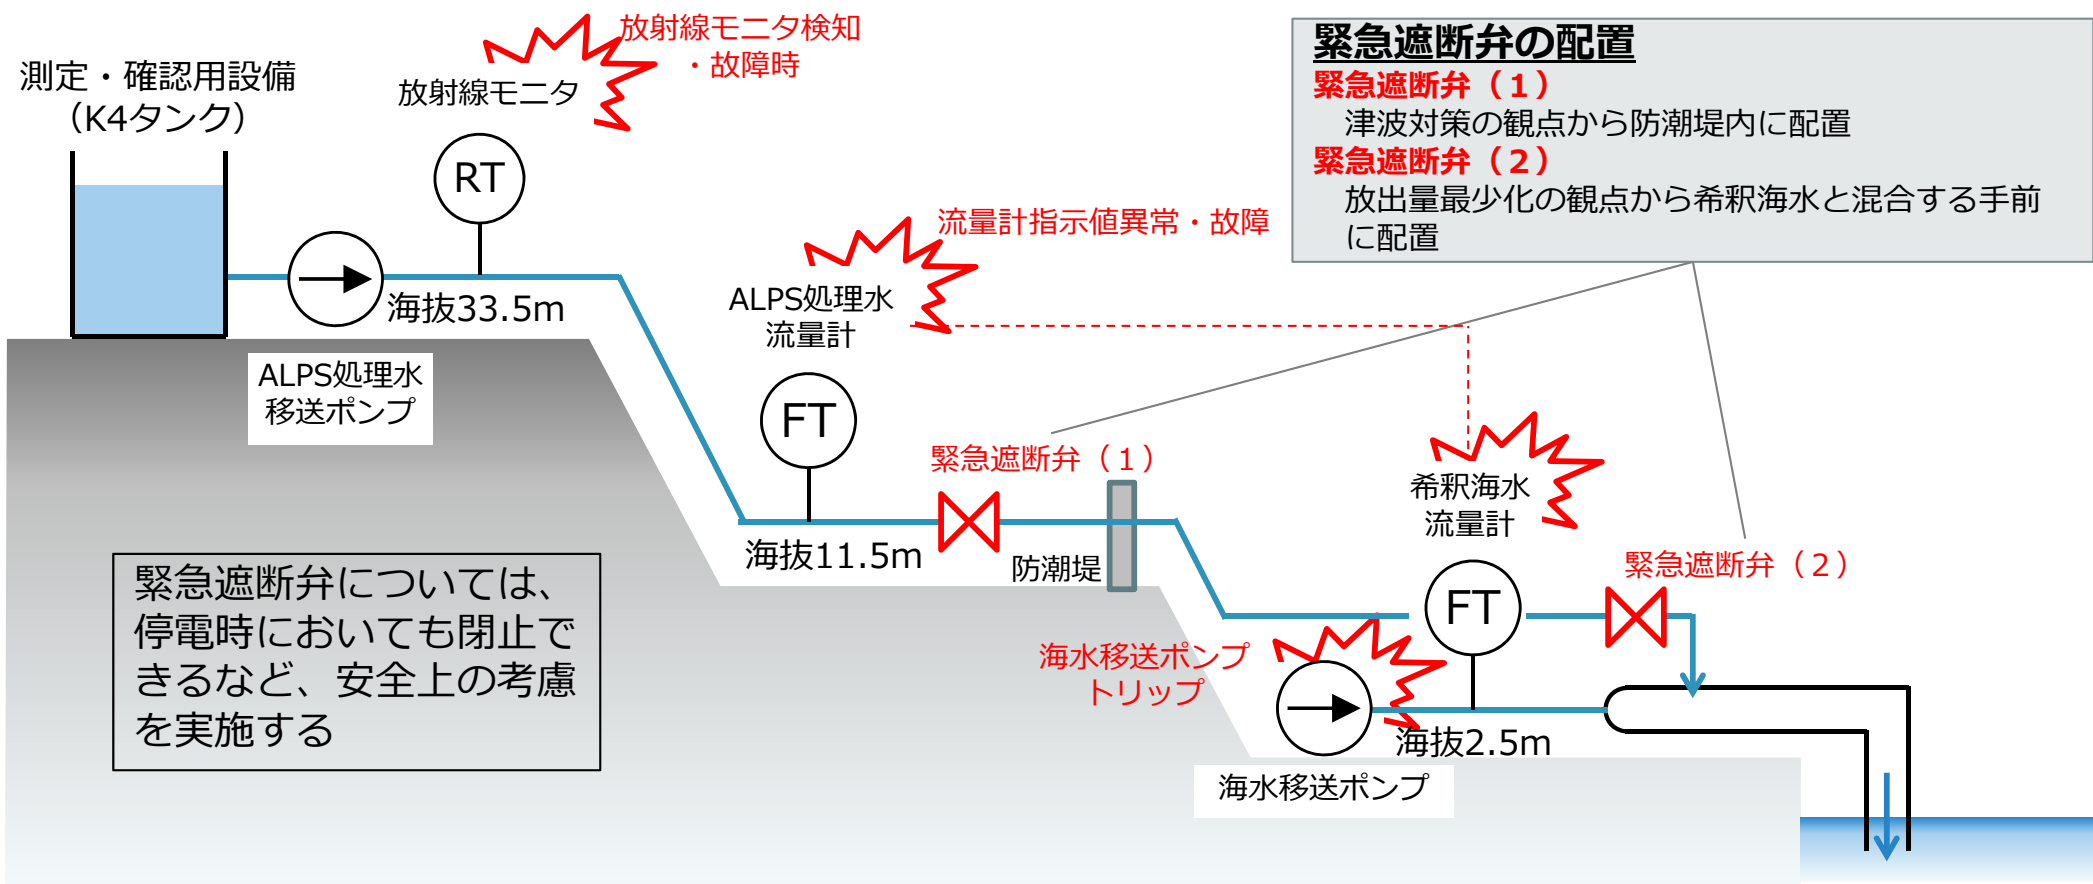 放射線モニタ検知
・故障時
測定・確認用設備
（K4タンク）
放射線モニタ
RT
海抜33.5m
ALPS処理水
移送ポンプ
緊急遮断弁の配置
緊急遮断弁（１）
津波対策の観点から防潮堤内に配置
緊急遮断弁（２）
放出量最少化の観点から希釈海水と混合する手前
に配置
流量計指示値異常・故障
ALPS処理水
流量計
FT
海抜11.5m
緊急遮断弁（１）
防潮堤
希釈海水
流量計
FT
緊急遮断弁（２）
海水移送ポンプ
トリップ
海抜2.5m
海水移送ポンプ
緊急遮断弁については、
停電時においても閉止で
きるなど、安全上の考慮
を実施する